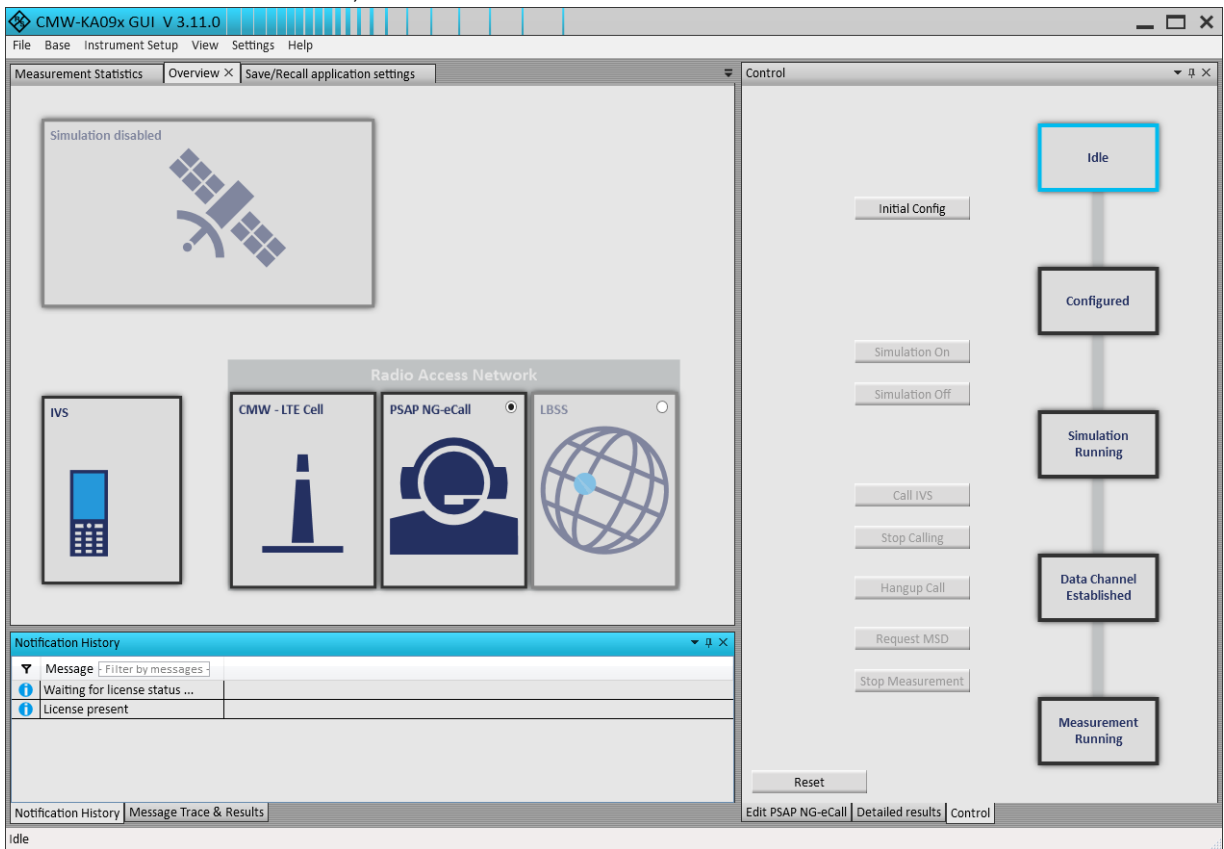 CMW-KA09x GUI V 3.11.0
File Base Instrument Setup View Settings Help
Measurement Statistics Overview Save/Recall application settings
Simulation disabled
Radio Access Network
IVS
CMW - LTE Cell
PSAP NG-eCall
LBSS
Notification History
Message - Filter by messages -
Waiting for license status ...
License present
Notification History Message Trace & Results
Control
Idle
Initial Config
Configured
Simulation On
Simulation Off
Simulation
Running
Call IVS
Stop Calling
Data Channel
Established
Hangup Call
Request MSD
Stop Measurement
Measurement
Running
Reset
Edit PSAP NG-eCall Detailed results Control
Idle